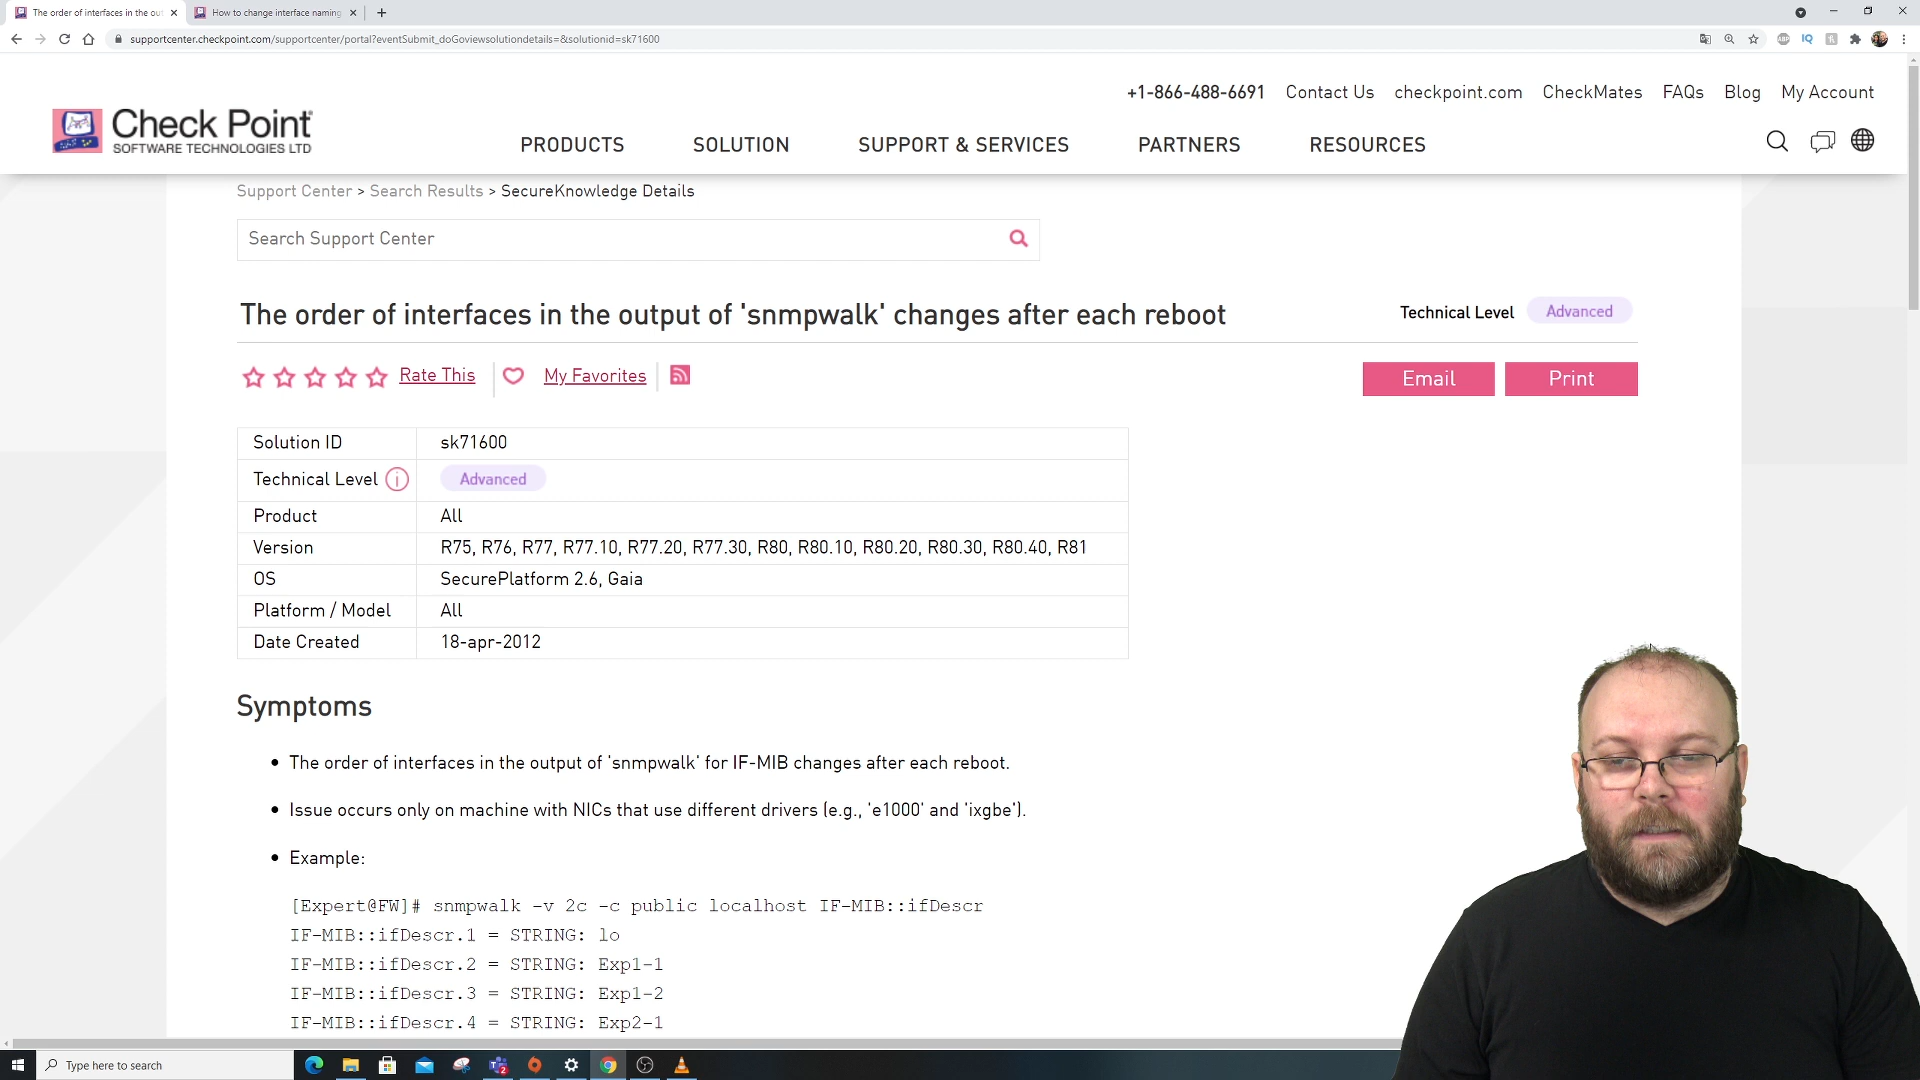 The order of interfaces in the out
How to change interface naming
supportcenter.checkpoint.com/supportcenter/portal?eventSubmit_doGoviewsolutiondetails=&solutionid=sk71600
+1-866-488-6691 Contact Us checkpoint.com CheckMates FAQs Blog My Account
Check Point
SOFTWARE TECHNOLOGIES LTD
PRODUCTS SOLUTION SUPPORT & SERVICES PARTNERS RESOURCES
Support Center > Search Results > SecureKnowledge Details
Search Support Center
The order of interfaces in the output of 'snmpwalk' changes after each reboot
Technical Level Advanced
Rate This My Favorites
Email Print
Solution ID sk71600
Technical Level i Advanced
Product All
Version R75, R76, R77, R77.10, R77.20, R77.30, R80, R80.10, R80.20, R80.30, R80.40, R81
OS SecurePlatform 2.6, Gaia
Platform / Model All
Date Created 18-apr-2012
Symptoms
• The order of interfaces in the output of 'snmpwalk' for IF-MIB changes after each reboot.
• Issue occurs only on machine with NICs that use different drivers (e.g., 'e1000' and 'ixgbe').
• Example:
[Expert@FW]# snmpwalk -v 2c -c public localhost IF-MIB::ifDescr
IF-MIB::ifDescr.1 = STRING: lo
IF-MIB::ifDescr.2 = STRING: Exp1-1
IF-MIB::ifDescr.3 = STRING: Exp1-2
IF-MIB::ifDescr.4 = STRING: Exp2-1
Type here to search